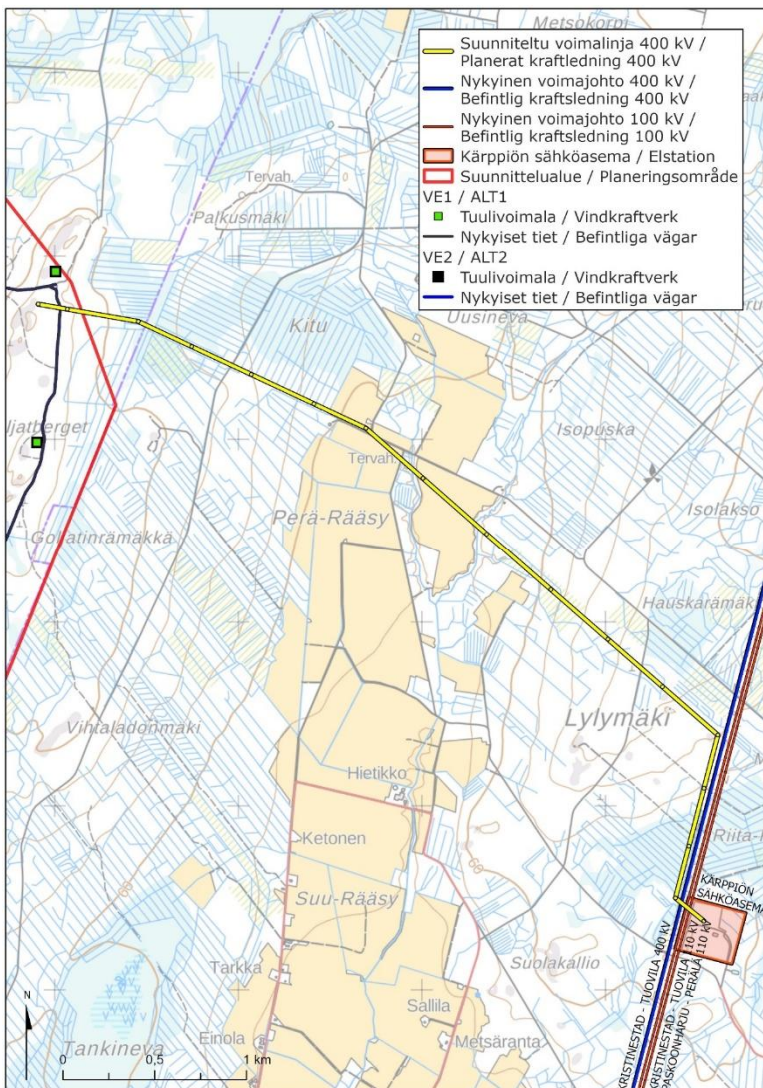 Metsokorpi
Suunniteltu voimalinja 400 kV /
Planerat kraftledning 400 kV
Nykyinen voimajohto 400 kV /
Befintlig kraftsledning 400 kV
Nykyinen voimajohto 100 kV /
Befintlig kraftsledning 100 kV
Kärppiön sähköasema / Elstation
Suunnittelualue / Planeringsområde
VE1 / ALT1
Tuulivoimala / Vindkraftverk
Nykyiset tiet / Befintliga vägar
VE2 / ALT2
Tuulivoimala / Vindkraftverk
Nykyiset tiet / Befintliga vägar
Tervah.
Palkusmäki
Kitu
Uusineva
ljatberget
Isopuska
Tervah.
Perä-Rääsy
Isolakso
Goljatinrämäkkä
Hauskarämäk
Lylymäki
Vihtaladonmäki
Hietikko
Riita-
Ketonen
60
60
KÄRPPIÖN
SÄHKÖASEMA
Suu-Rääsy
Suolakallio
Tarkka
Sallila
Einola
Metsäranta
Tankineva
KRISTINESTAD - TUOVILA 400 KV
KRISTINESTAD - TUOVILA 110 KV
PASKOONHARJU - PERÄLÄ 110 KV
N
0 0,5 1 km